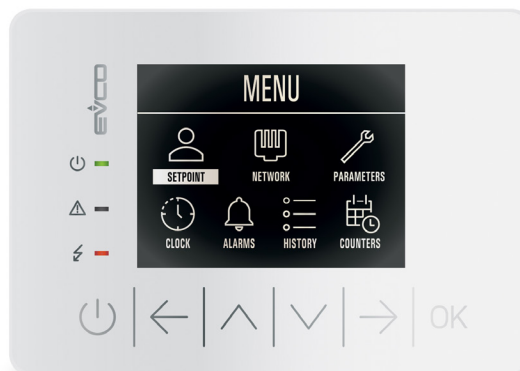 EVCO
MENU
SETPOINT
NETWORK
PARAMETERS
CLOCK
ALARMS
HISTORY
COUNTERS
OK